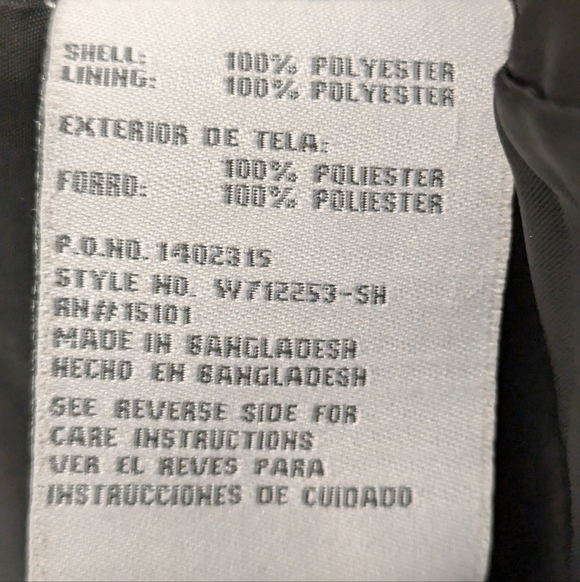 SHELL: 100% POLYESTER
LINING: 100% POLYESTER
EXTERIOR DE TELA:
100% POLIESTER
FORRO: 100% POLIESTER
P.O.NO. 1402315
STYLE NO. W712253-SH
RN#15101
MADE IN BANGLADESH
HECHO EN BANGLADESH
SEE REVERSE SIDE FOR
CARE INSTRUCTIONS
VER EL REVES PARA
INSTRUCCIONES DE CUIDADO